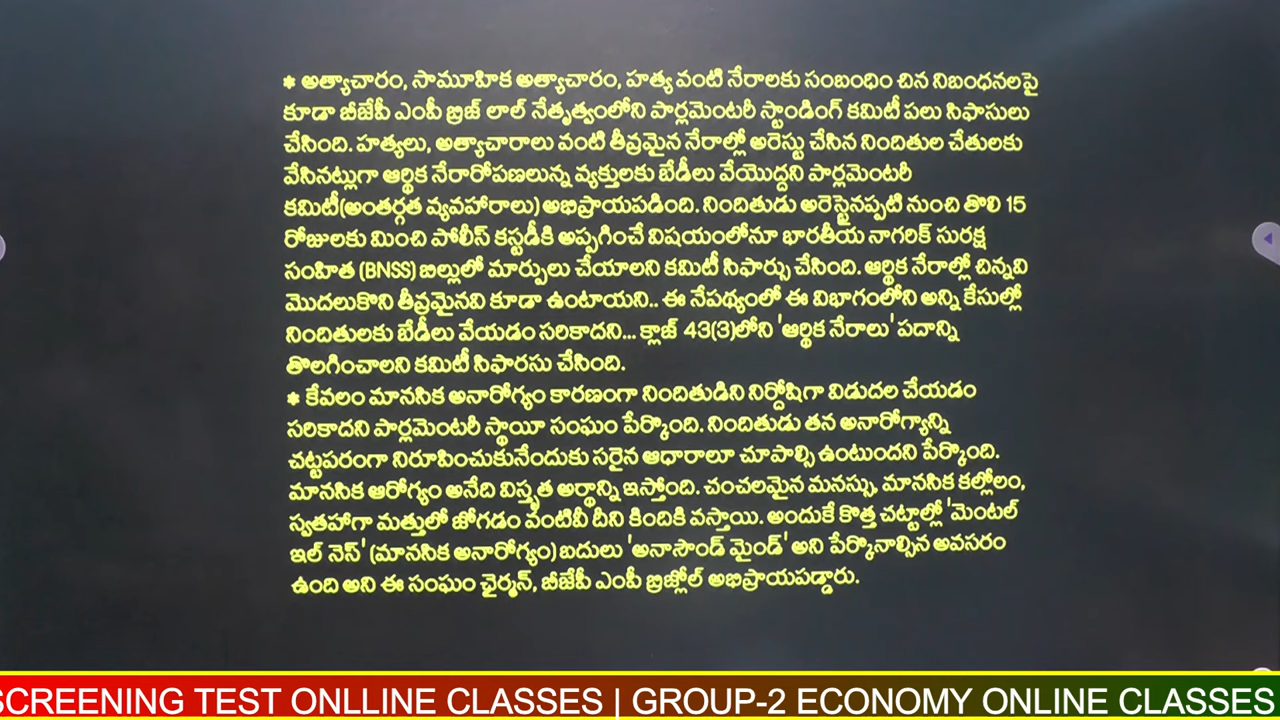 * అత్యాచారం, సామూహిక అత్యాచారం, హత్య వంటి నేరాలకు సంబంధిం చిన నిబంధనలపై
కూడా బీజేపీ ఎంపీ బ్రిజ్ లాల్ నేతృత్వంలోని పార్లమెంటరీ స్టాండింగ్ కమిటీ పలు సిఫాసులు
చేసింది. హత్యలు, అత్యాచారాలు వంటి తీవ్రమైన నేరాల్లో అరెస్టు చేసిన నిందితుల చేతులకు
వేసినట్లుగా ఆర్థిక నేరారోపణలున్న వ్యక్తులకు బేడీలు వేయొద్దని పార్లమెంటరీ
కమిటీ(అంతర్గత వ్యవహారాలు) అభిప్రాయపడింది. నిందితుడు అరెస్టైనప్పటి నుంచి తొలి 15
రోజులకు మించి పోలీస్ కస్టడీకి అప్పగించే విషయంలోనూ భారతీయ నాగరిక్ సురక్ష
సంహిత (BNSS) బిల్లులో మార్పులు చేయాలని కమిటీ సిఫార్సు చేసింది. ఆర్థిక నేరాల్లో చిన్నవి
మొదలుకొని తీవ్రమైనవి కూడా ఉంటాయని.. ఈ నేపథ్యంలో ఈ విభాగంలోని అన్ని కేసుల్లో
నిందితులకు బేడీలు వేయడం సరికాదని... క్లాజ్ 43(3)లోని 'ఆర్థిక నేరాలు' పదాన్ని
తొలగించాలని కమిటీ సిఫారసు చేసింది.
* కేవలం మానసిక అనారోగ్యం కారణంగా నిందితుడిని నిర్దోషిగా విడుదల చేయడం
సరికాదని పార్లమెంటరీ స్థాయీ సంఘం పేర్కొంది. నిందితుడు తన అనారోగ్యాన్ని
చట్టపరంగా నిరూపించుకునేందుకు సరైన ఆధారాలూ చూపాల్సి ఉంటుందని పేర్కొంది.
మానసిక ఆరోగ్యం అనేది విస్తృత అర్థాన్ని ఇస్తోంది. చంచలమైన మనస్సు, మానసిక కల్లోలం,
స్వతహాగా మత్తులో జోగడం వంటివీ దీని కిందికి వస్తాయి. అందుకే కొత్త చట్టాల్లో 'మెంటల్
ఇల్ నెస్' (మానసిక అనారోగ్యం) బదులు 'అనాసౌండ్ మైండ్' అని పేర్కొనాల్సిన అవసరం
ఉంది అని ఈ సంఘం ఛైర్మన్, బీజేపీ ఎంపీ బ్రిజ్లోల్ అభిప్రాయపడ్డారు.
SCREENING TEST ONLLINE CLASSES | GROUP-2 ECONOMY ONLINE CLASSES